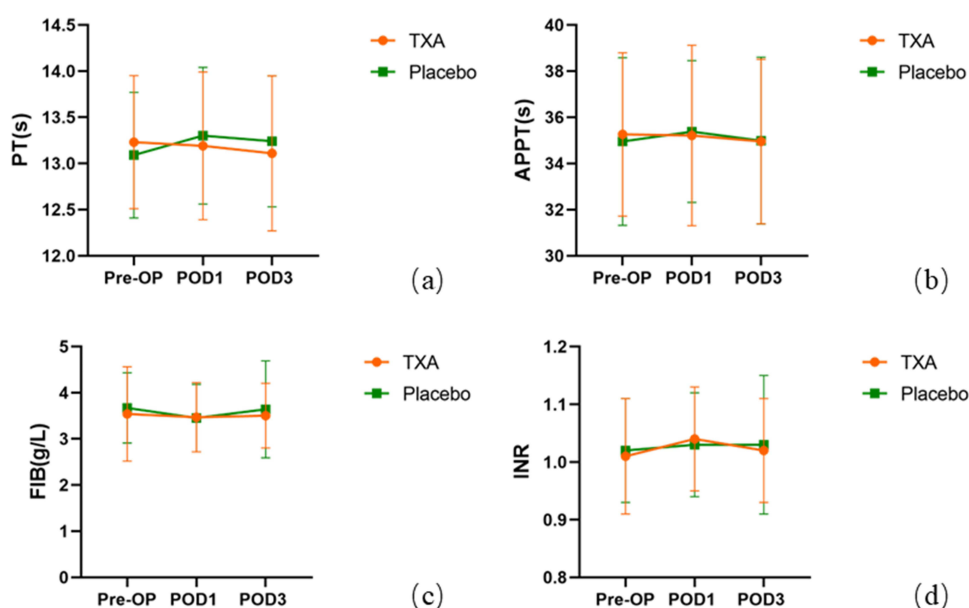 14.5
14.0
13.5
13.0
12.5
12.0
PT(s)
Pre-OP POD1 POD3
TXA
Placebo
(a)
40
38
36
34
32
30
APPT(s)
Pre-OP POD1 POD3
TXA
Placebo
(b)
5
4
3
2
1
0
FIB(g/L)
Pre-OP POD1 POD3
TXA
Placebo
(c)
1.2
1.1
1.0
0.9
0.8
INR
Pre-OP POD1 POD3
TXA
Placebo
(d)